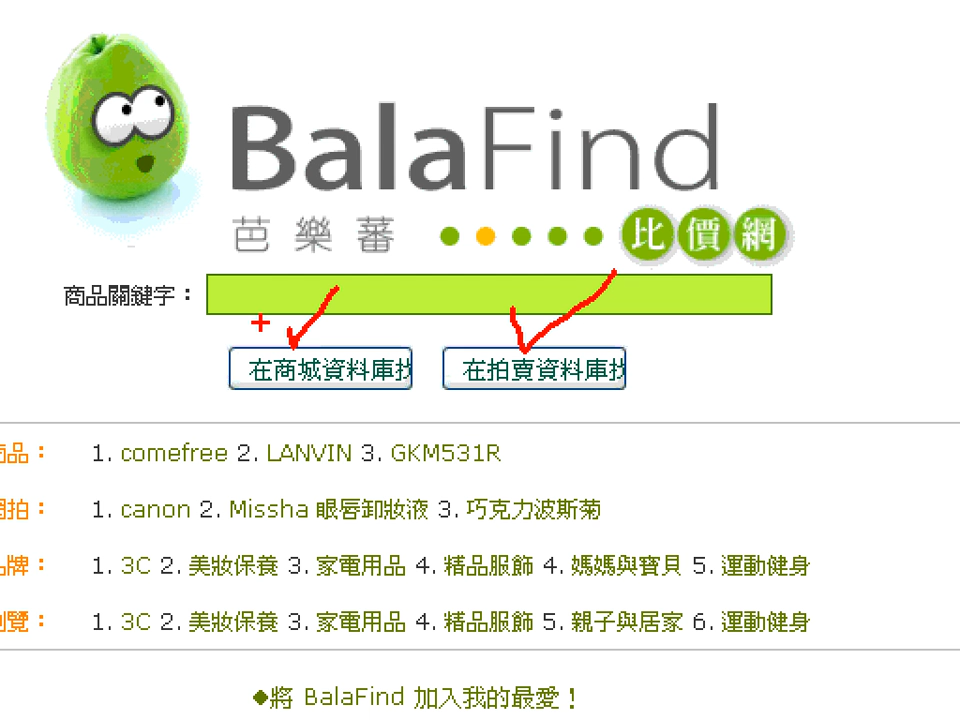 BalaFind
芭樂蕃 比價網
商品關鍵字：
在商城資料庫 在拍賣資料庫
商品： 1. comefree 2. LANVIN 3. GKM531R
拍： 1. canon 2. Missha 眼唇卸妝液 3. 巧克力波斯菊
牌： 1. 3C 2. 美妝保養 3. 家電用品 4. 精品服飾 4. 媽媽與寶貝 5. 運動健身
覽： 1. 3C 2. 美妝保養 3. 家電用品 4. 精品服飾 5. 親子與居家 6. 運動健身
◆將 BalaFind 加入我的最愛！